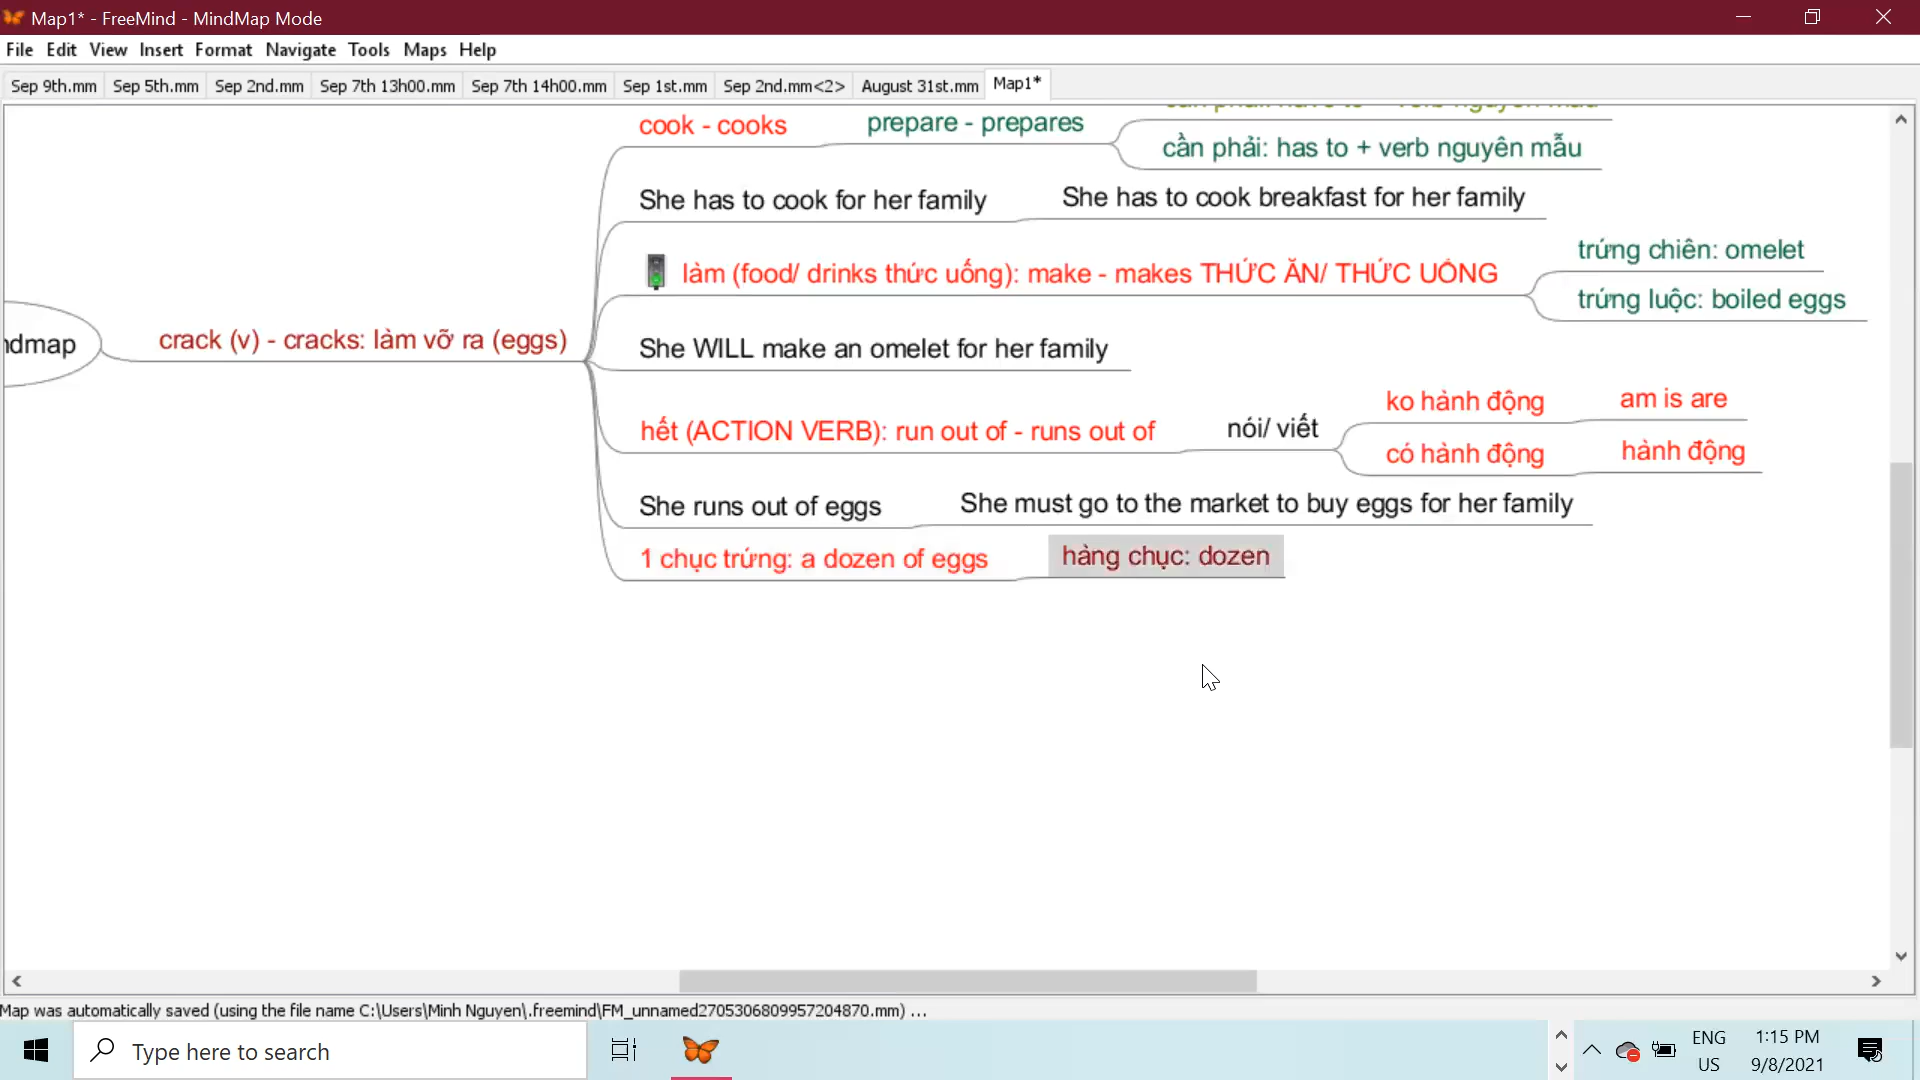 Map1* - FreeMind - MindMap Mode
File Edit View Insert Format Navigate Tools Maps Help
Sep 9th.mm Sep 5th.mm Sep 2nd.mm Sep 7th 13h00.mm Sep 7th 14h00.mm Sep 1st.mm Sep 2nd.mm<2> August 31st.mm Map1*
cook - cooks prepare - prepares
cần phải: has to + verb nguyên mẫu
She has to cook for her family She has to cook breakfast for her family
trứng chiên: omelet
làm (food/ drinks thức uống): make - makes THỨC ĂN/ THỨC UỐNG
trứng luộc: boiled eggs
ndmap crack (v) - cracks: làm vỡ ra (eggs)
She WILL make an omelet for her family
ko hành động am is are
hết (ACTION VERB): run out of - runs out of nói/ viết
có hành động hành động
She runs out of eggs She must go to the market to buy eggs for her family
1 chục trứng: a dozen of eggs hàng chục: dozen
Map was automatically saved (using the file name C:\Users\Minh Nguyen\.freemind\FM_unnamed2705306809957204870.mm) ...
Type here to search
ENG
US
1:15 PM
9/8/2021